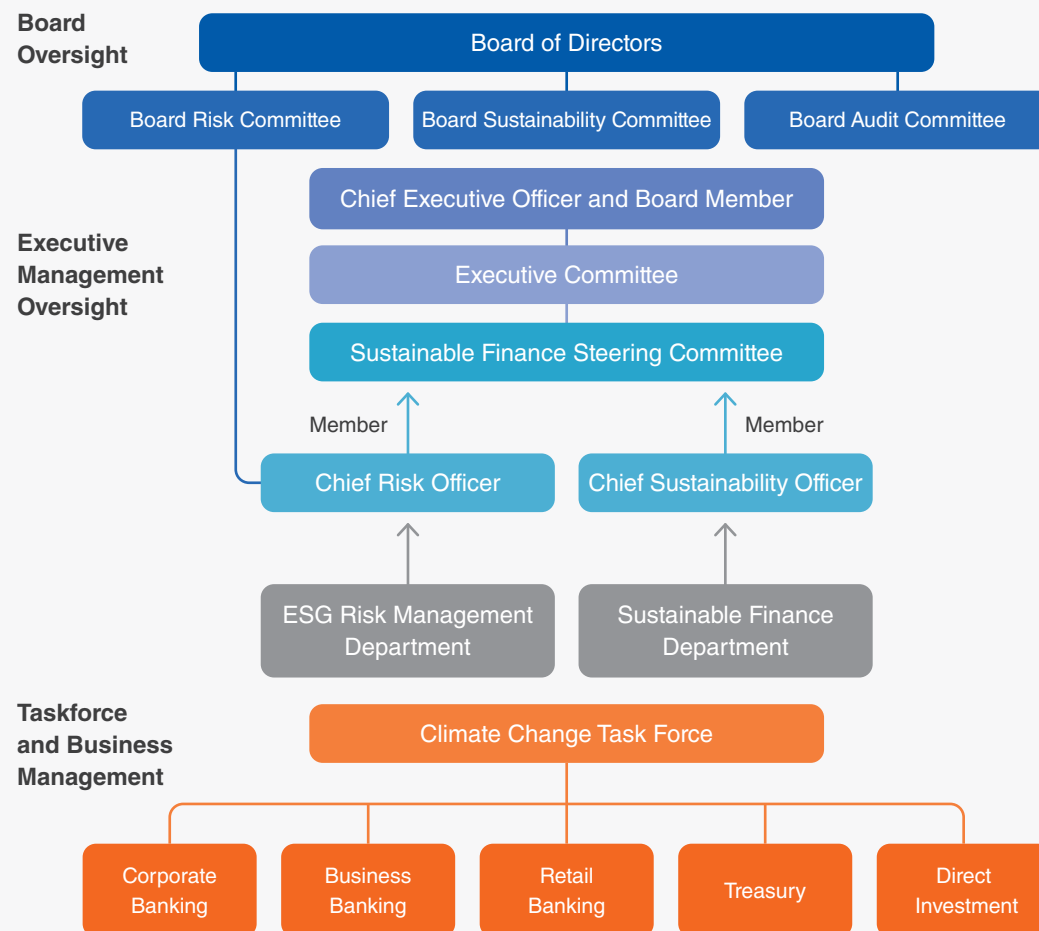 Board
Oversight
Board of Directors
Board Risk Committee
Board Sustainability Committee
Board Audit Committee
Executive
Management
Oversight
Chief Executive Officer and Board Member
Executive Committee
Sustainable Finance Steering Committee
Member
Member
Chief Risk Officer
Chief Sustainability Officer
ESG Risk Management
Department
Sustainable Finance
Department
Taskforce
and Business
Management
Climate Change Task Force
Corporate
Banking
Business
Banking
Retail
Banking
Treasury
Direct
Investment